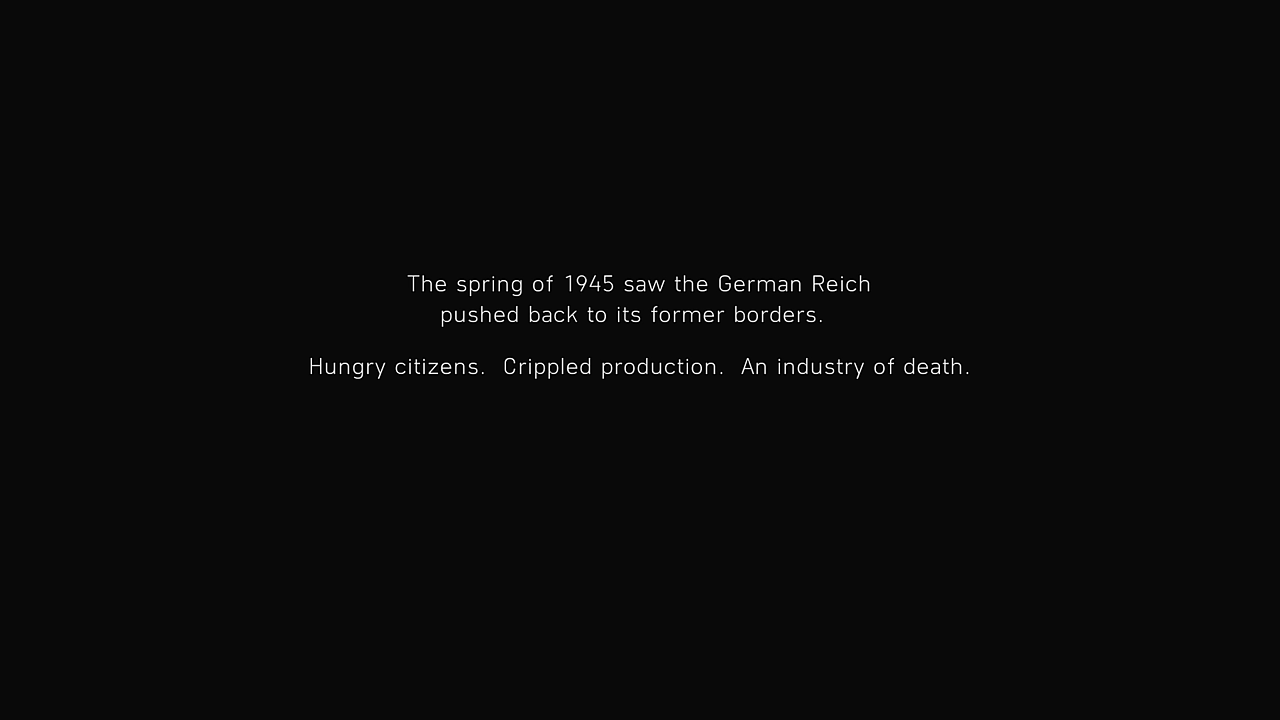 The spring of 1945 saw the German Reich
pushed back to its former borders.
Hungry citizens.  Crippled production.  An industry of death.